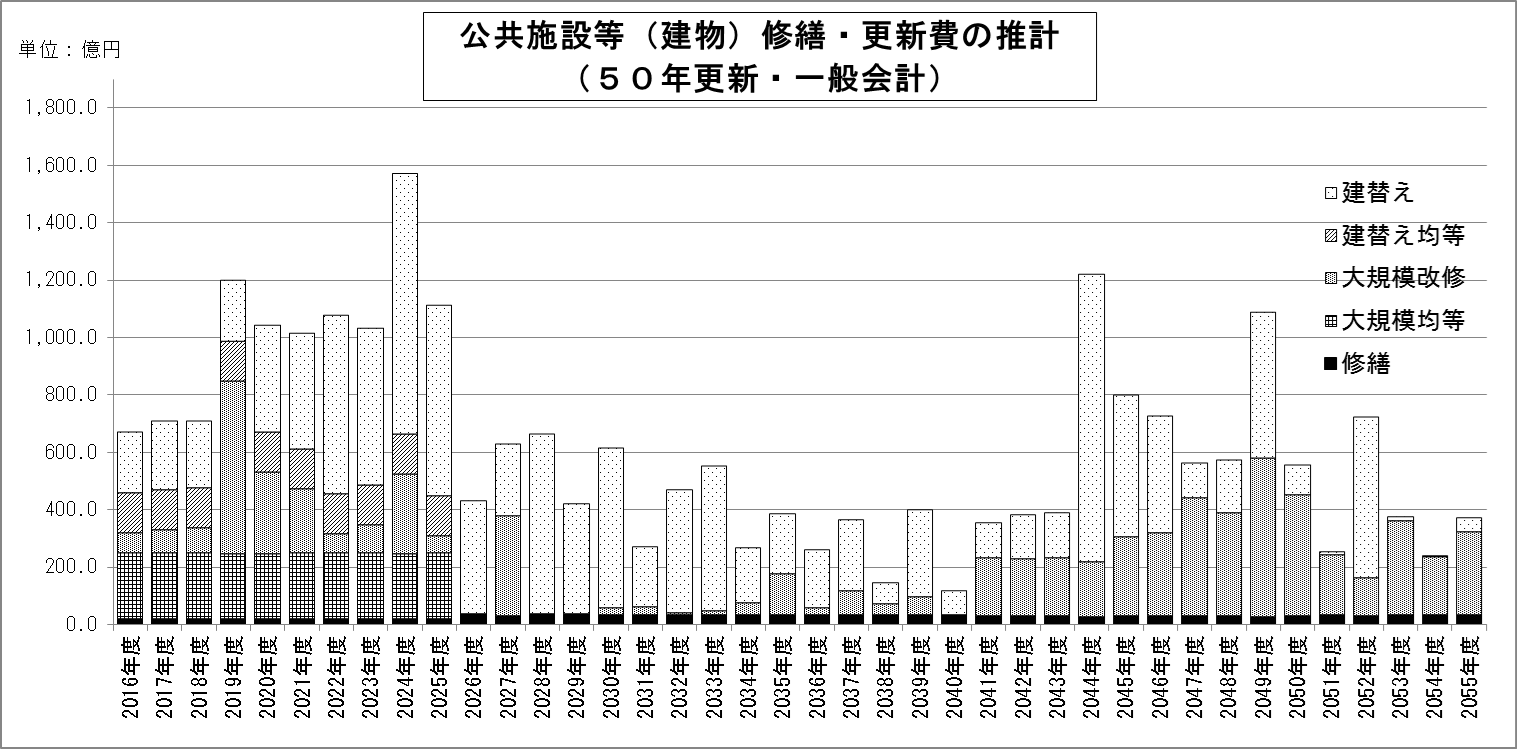 公共施設等（建物）修繕・更新費の推計
（５０年更新・一般会計）
単位：億円
1,800.0
1,600.0
1,400.0
1,200.0
1,000.0
800.0
600.0
400.0
200.0
0.0
建替え
建替え均等
大規模改修
大規模均等
修繕
2016年度
2017年度
2018年度
2019年度
2020年度
2021年度
2022年度
2023年度
2024年度
2025年度
2026年度
2027年度
2028年度
2029年度
2030年度
2031年度
2032年度
2033年度
2034年度
2035年度
2036年度
2037年度
2038年度
2039年度
2040年度
2041年度
2042年度
2043年度
2044年度
2045年度
2046年度
2047年度
2048年度
2049年度
2050年度
2051年度
2052年度
2053年度
2054年度
2055年度